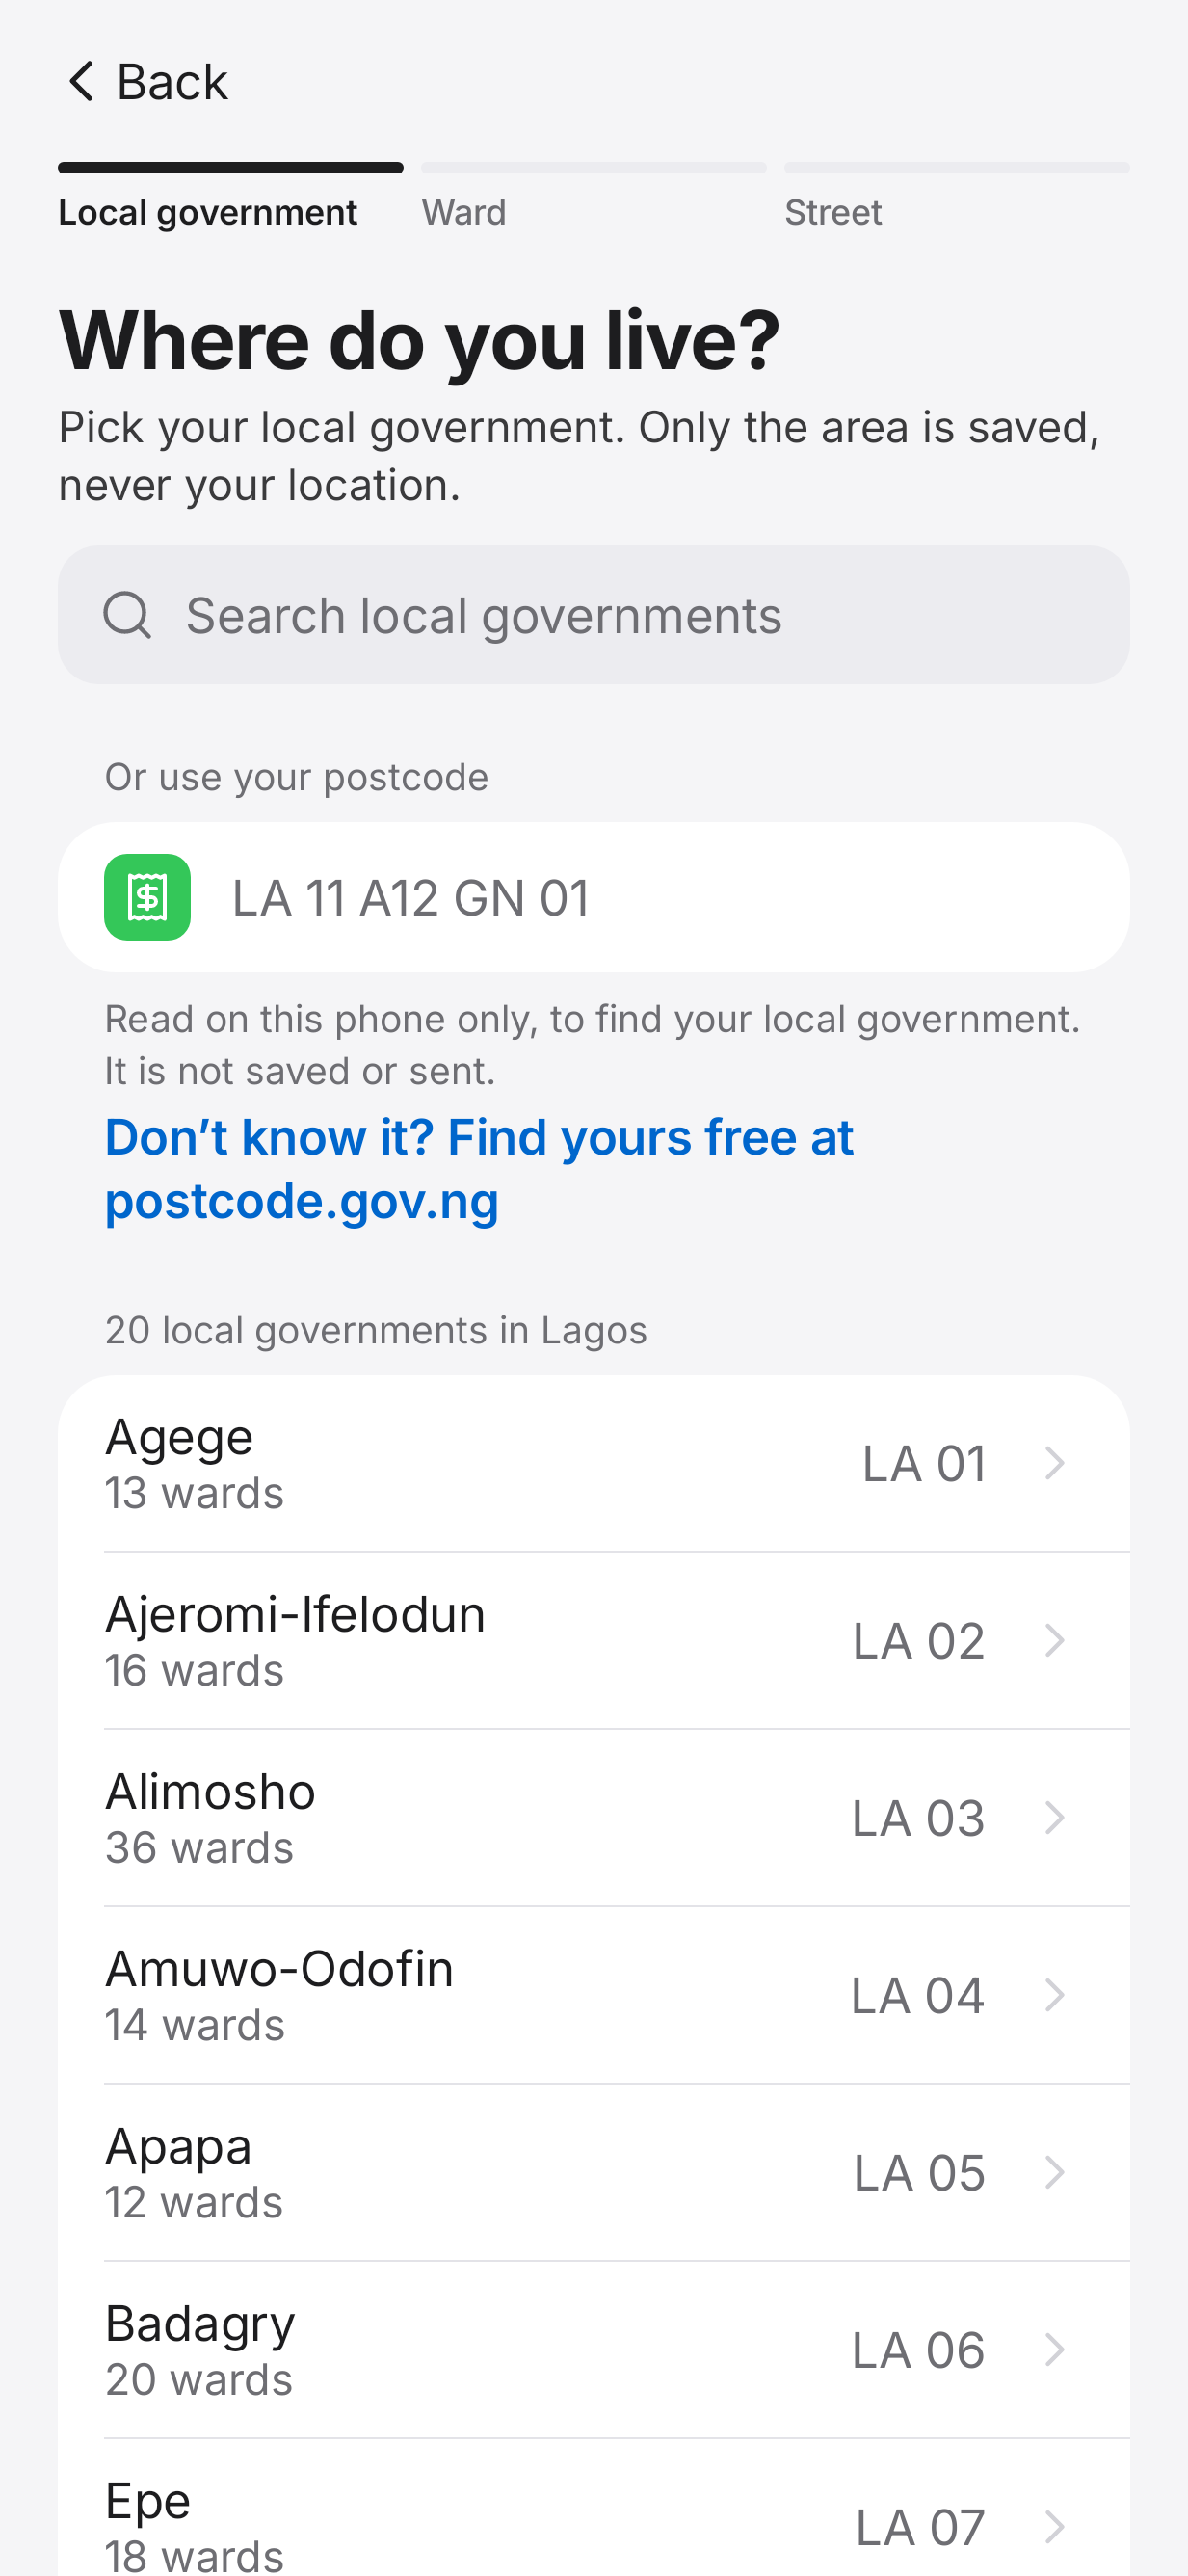 Back
Local government
Ward
Street
Where do you live?
Pick your local government. Only the area is saved,
never your location.
Search local governments
Or use your postcode
$
LA 11 A12 GN 01
Read on this phone only, to find your local government.
It is not saved or sent.
Don’t know it? Find yours free at
postcode.gov.ng
20 local governments in Lagos
Agege
13 wards
LA 01
Ajeromi-Ifelodun
16 wards
LA 02
Alimosho
36 wards
LA 03
Amuwo-Odofin
14 wards
LA 04
Apapa
12 wards
LA 05
Badagry
20 wards
LA 06
Epe
18 wards
LA 07